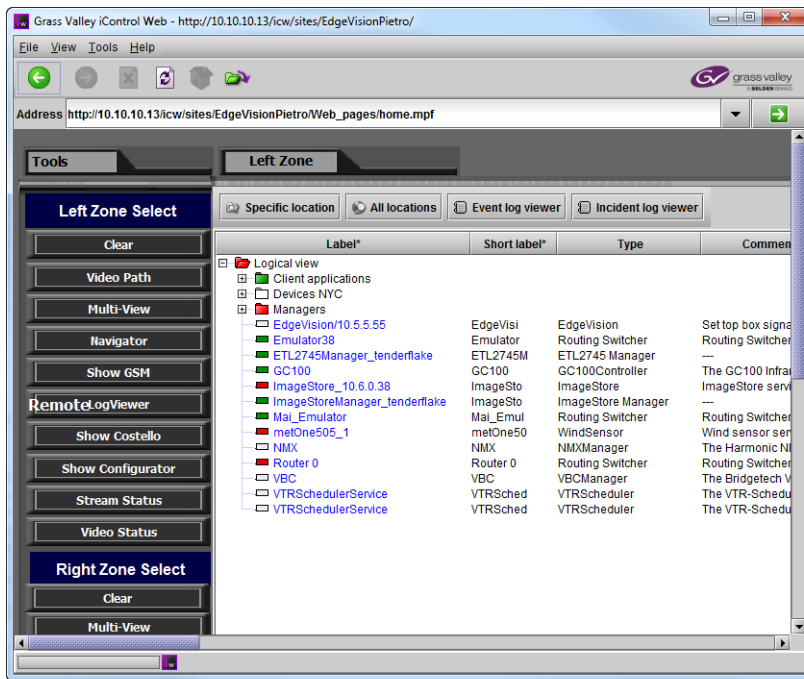 Grass Valley iControl Web - http://10.10.10.13/icw/sites/EdgeVisionPietro/
File View Tools Help
grass valley
A BELDEN BRAND
Address http://10.10.10.13/icw/sites/EdgeVisionPietro/Web_pages/home.mpf
Tools
Left Zone
Left Zone Select
Clear
Video Path
Multi-View
Navigator
Show GSM
RemoteLogViewer
Show Costello
Show Configurator
Stream Status
Video Status
Right Zone Select
Clear
Multi-View
Specific location All locations Event log viewer Incident log viewer
Label* Short label* Type Commen
Logical view
Client applications
Devices NYC
Managers
EdgeVision/10.5.5.55 EdgeVisi EdgeVision Set top box signa
Emulator38 Emulator Routing Switcher Routing Switcher
ETL2745Manager_tenderflake ETL2745M ETL2745 Manager ---
GC100 GC100 GC100Controller The GC100 Infrar
ImageStore_10.6.0.38 ImageSto ImageStore ImageStore servi
ImageStoreManager_tenderflake ImageSto ImageStore Manager ---
Mai_Emulator Mai_Emul Routing Switcher Routing Switcher
metOne505_1 metOne50 WindSensor Wind sensor ser
NMX NMX NMXManager The Harmonic NM
Router 0 Router 0 Routing Switcher Routing Switcher
VBC VBC VBCManager The Bridgetech V
VTRSchedulerService VTRSched VTRScheduler The VTR-Schedu
VTRSchedulerService VTRSched VTRScheduler The VTR-Schedu